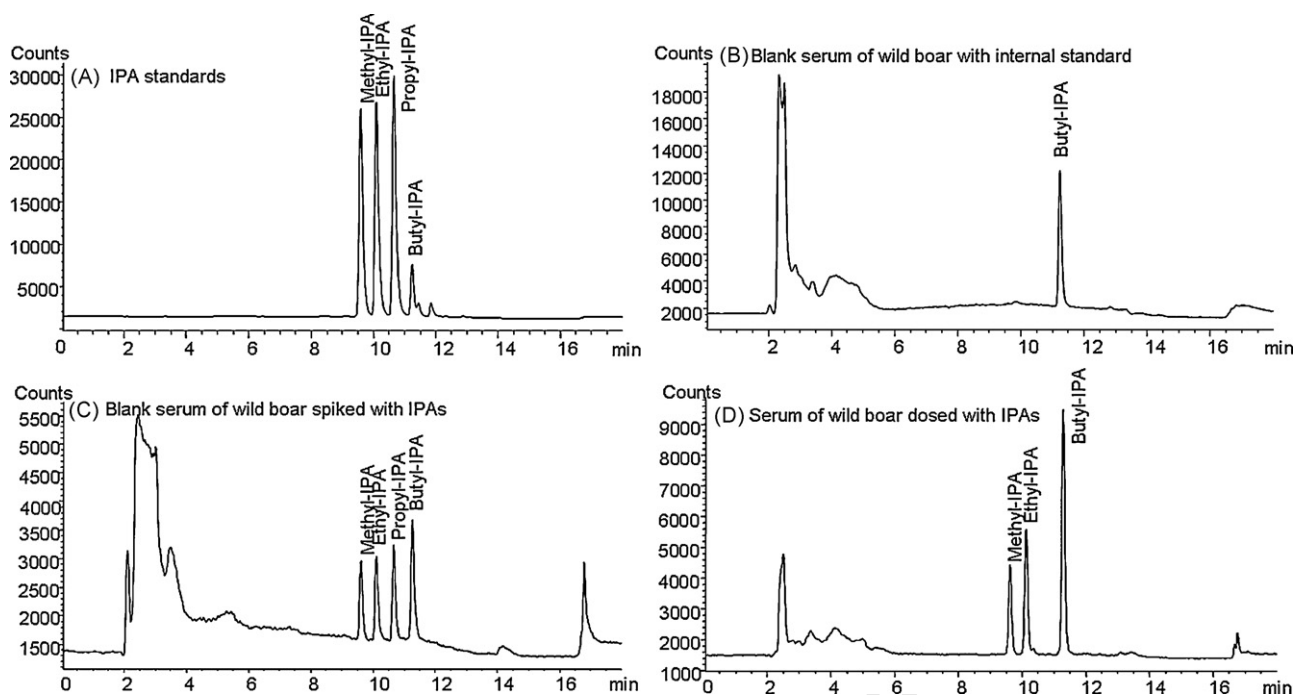 Counts
(A) IPA standards
Methyl-IPA
Ethyl-IPA
Propyl-IPA
Butyl-IPA
30000
25000
20000
15000
10000
5000
0 2 4 6 8 10 12 14 16 min
Counts
(B) Blank serum of wild boar with internal standard
Butyl-IPA
18000
16000
14000
12000
10000
8000
6000
4000
2000
2 4 6 8 10 12 14 16 min
Counts
(C) Blank serum of wild boar spiked with IPAs
Methyl-IPA
Ethyl-IPA
Propyl-IPA
Butyl-IPA
5500
5000
4500
4000
3500
3000
2500
2000
1500
0 2 4 6 8 10 12 14 16 min
Counts
(D) Serum of wild boar dosed with IPAs
Methyl-IPA
Ethyl-IPA
Butyl-IPA
9000
8000
7000
6000
5000
4000
3000
2000
1000
0 2 4 6 8 10 12 14 16 min